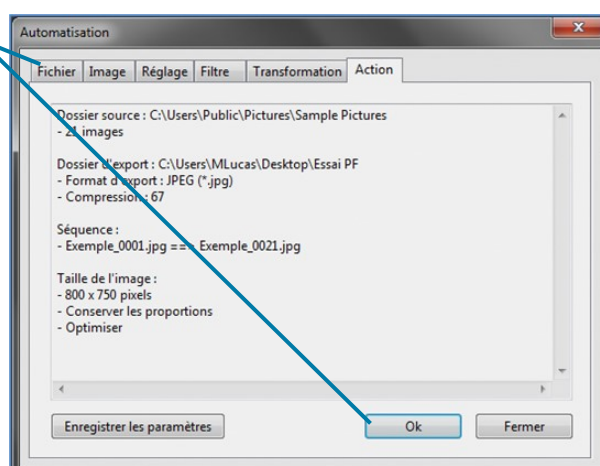 Automatisation
Fichier Image Réglage Filtre Transformation Action
Dossier source : C:\Users\Public\Pictures\Sample Pictures
- 21 images
Dossier d'export : C:\Users\MLucas\Desktop\Essai PF
- Format d'export : JPEG (*.jpg)
- Compression : 67
Séquence :
- Exemple_0001.jpg ==> Exemple_0021.jpg
Taille de l'image :
- 800 x 750 pixels
- Conserver les proportions
- Optimiser
Enregistrer les paramètres Ok Fermer